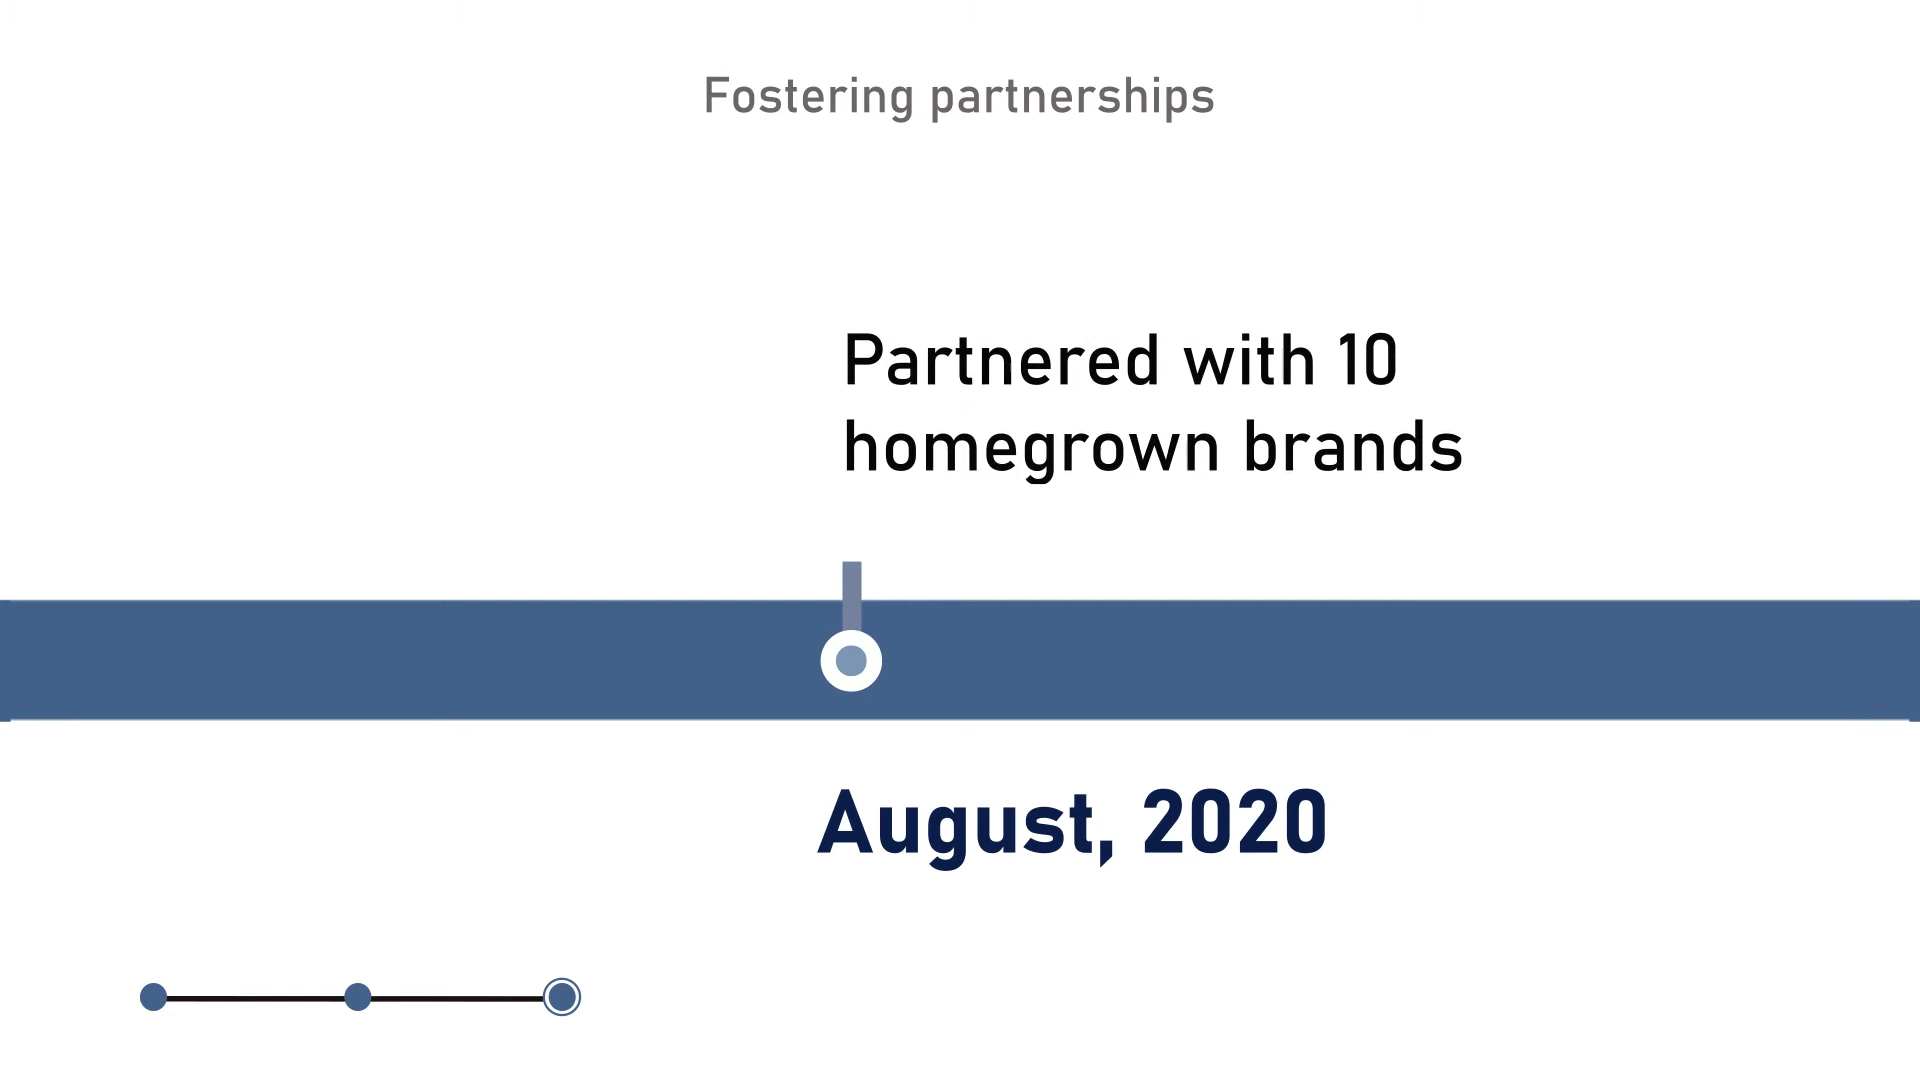 Fostering partnerships
Partnered with 10
homegrown brands
August, 2020